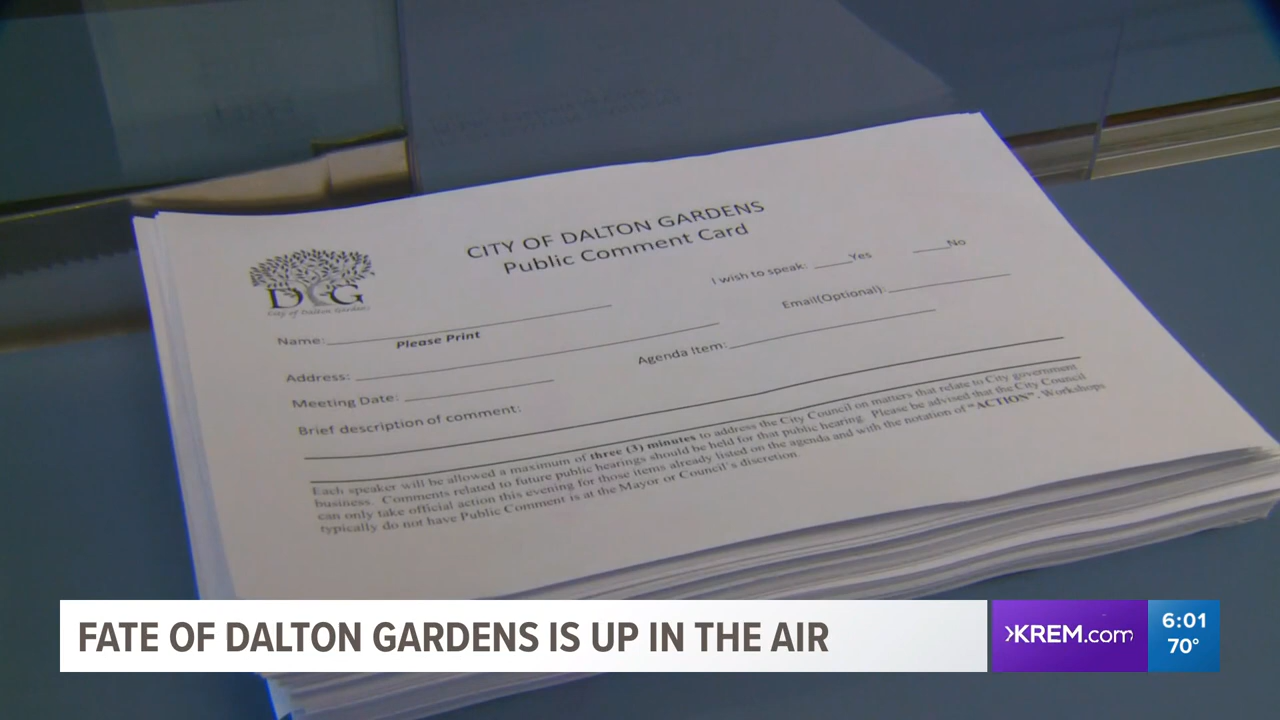 CITY OF DALTON GARDENS
Public Comment Card
DCG
City of Dalton Gardens
I wish to speak: _____Yes _____No
Name:
Please Print
Email(Optional):
Address:
Agenda Item:
Meeting Date:
Brief description of comment:
Each speaker will be allowed a maximum of three (3) minutes to address the City Council on matters that relate to City government
business. Comments related to future public hearings should be held for that public hearing. Please be advised that the City Council
can only take official action this evening for those items already listed on the agenda and with the notation of "ACTION". Workshops
typically do not have Public Comment is at the Mayor or Council's discretion
FATE OF DALTON GARDENS IS UP IN THE AIR
KREM.com
6:01
70°